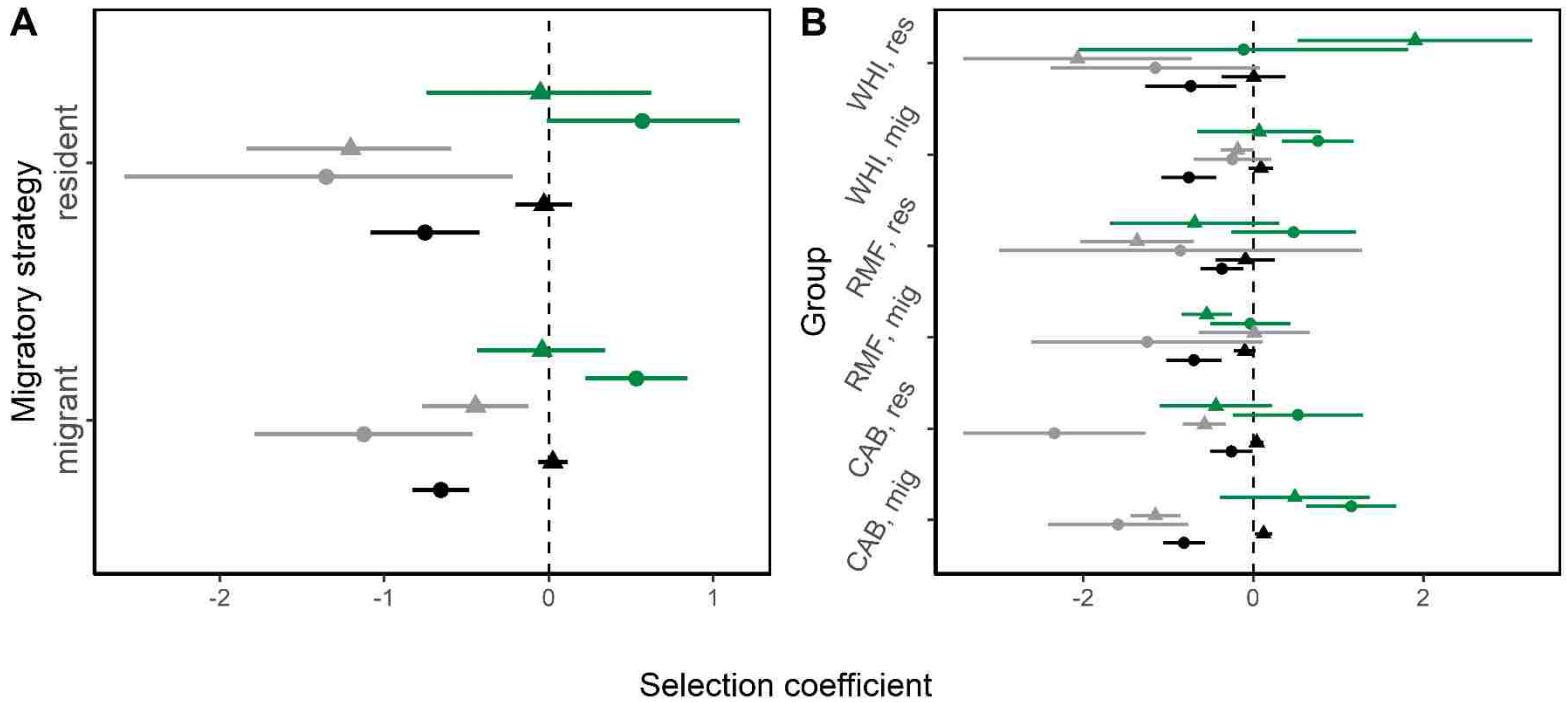 A
Migratory strategy
resident
migrant
-2 -1 0 1
B
Group
WHI, res
WHI, mig
RMF, res
RMF, mig
CAB, res
CAB, mig
-2 0 2
Selection coefficient